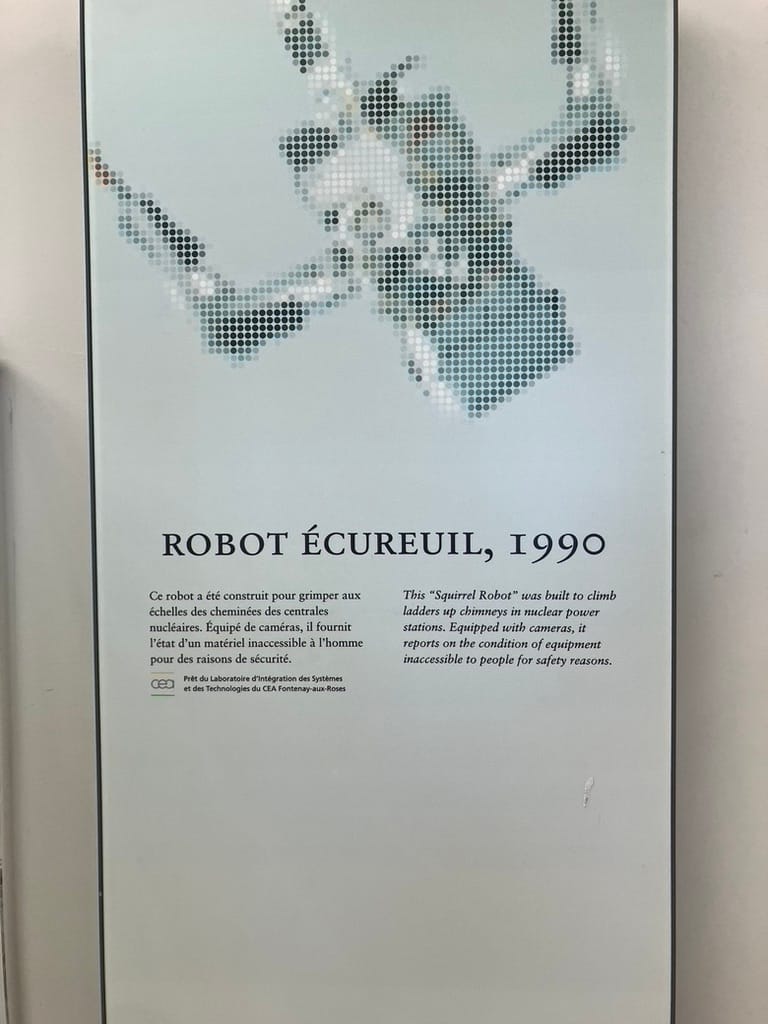 ROBOT ÉCUREUIL, 1990
Ce robot a été construit pour grimper aux
échelles des cheminées des centrales
nucléaires. Équipé de caméras, il fournit
l'état d'un matériel inaccessible à l'homme
pour des raisons de sécurité.
cea
Prêt du Laboratoire d'Intégration des Systèmes
et des Technologies du CEA Fontenay-aux-Roses
This "Squirrel Robot" was built to climb
ladders up chimneys in nuclear power
stations. Equipped with cameras, it
reports on the condition of equipment
inaccessible to people for safety reasons.